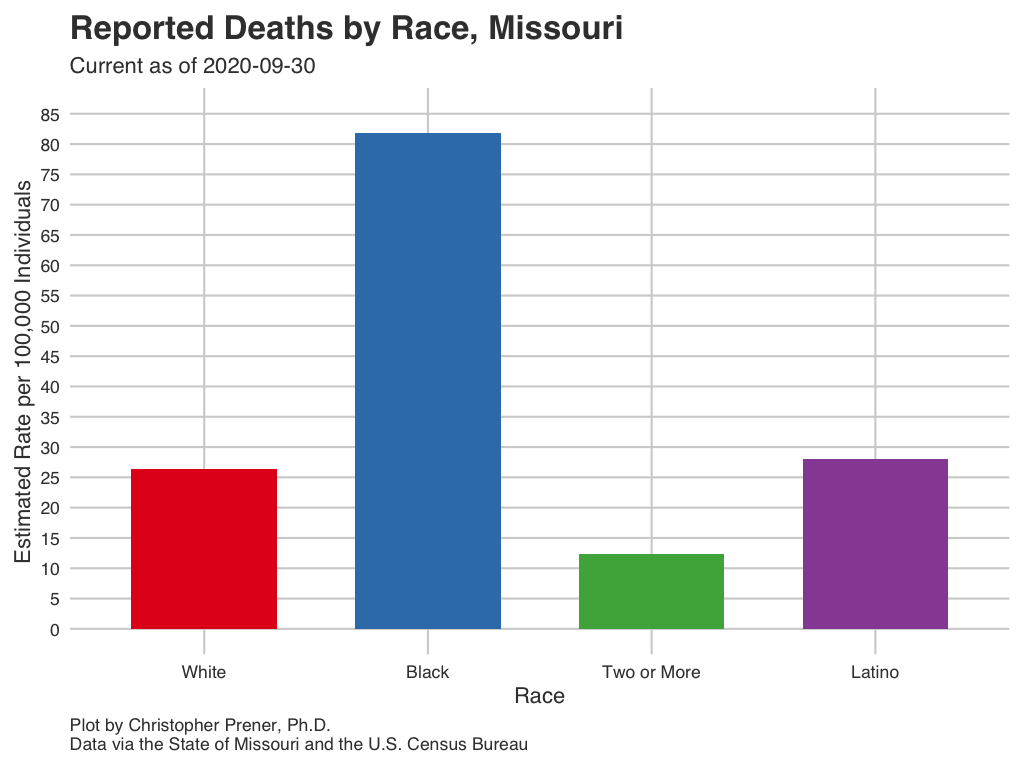 Reported Deaths by Race, Missouri
Current as of 2020-09-30
Estimated Rate per 100,000 Individuals
85
80
75
70
65
60
55
50
45
40
35
30
25
20
15
10
5
0
White
Black
Two or More
Latino
Race
Plot by Christopher Prener, Ph.D.
Data via the State of Missouri and the U.S. Census Bureau